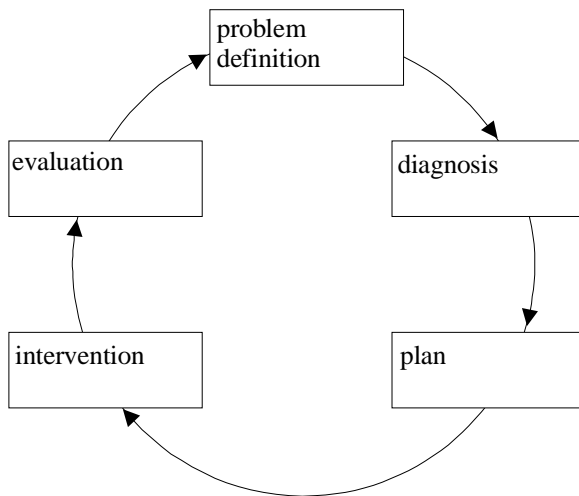 problem
definition
diagnosis
plan
intervention
evaluation